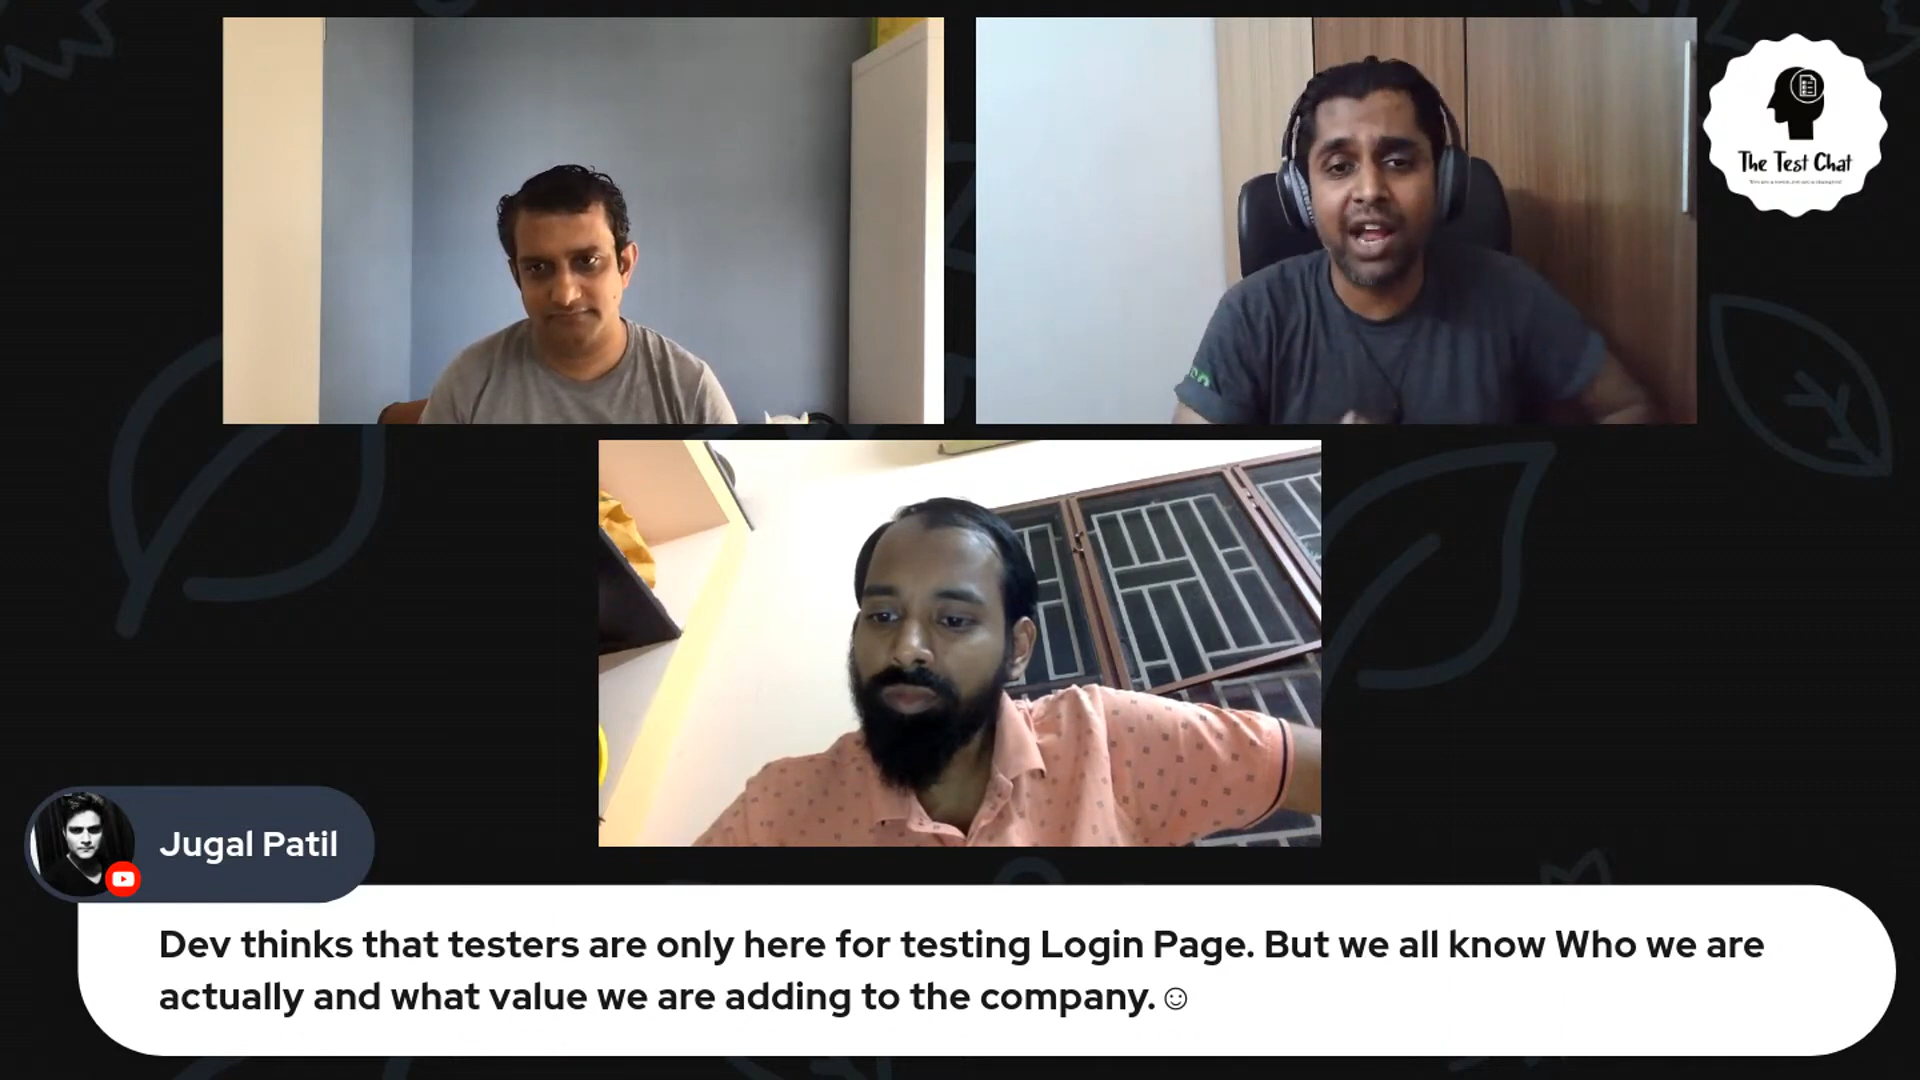 The Test Chat
Jugal Patil
Dev thinks that testers are only here for testing Login Page. But we all know Who we are
actually and what value we are adding to the company.☺